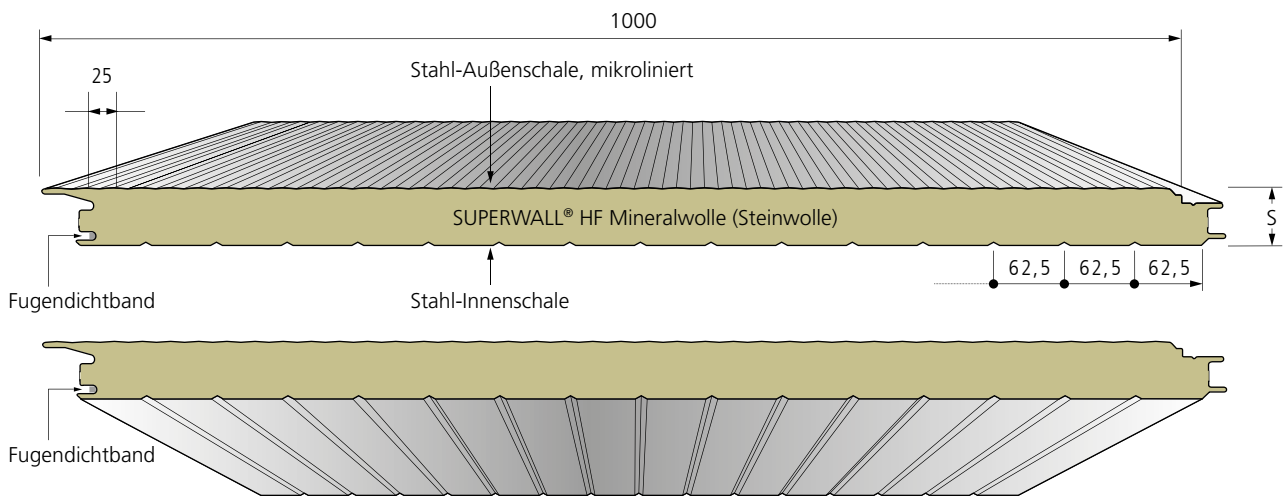 1000
Stahl-Außenschale, mikroliniert
25
SUPERWALL® HF Mineralwolle (Steinwolle)
S
62,5 62,5 62,5
Fugendichtband
Stahl-Innenschale
Fugendichtband